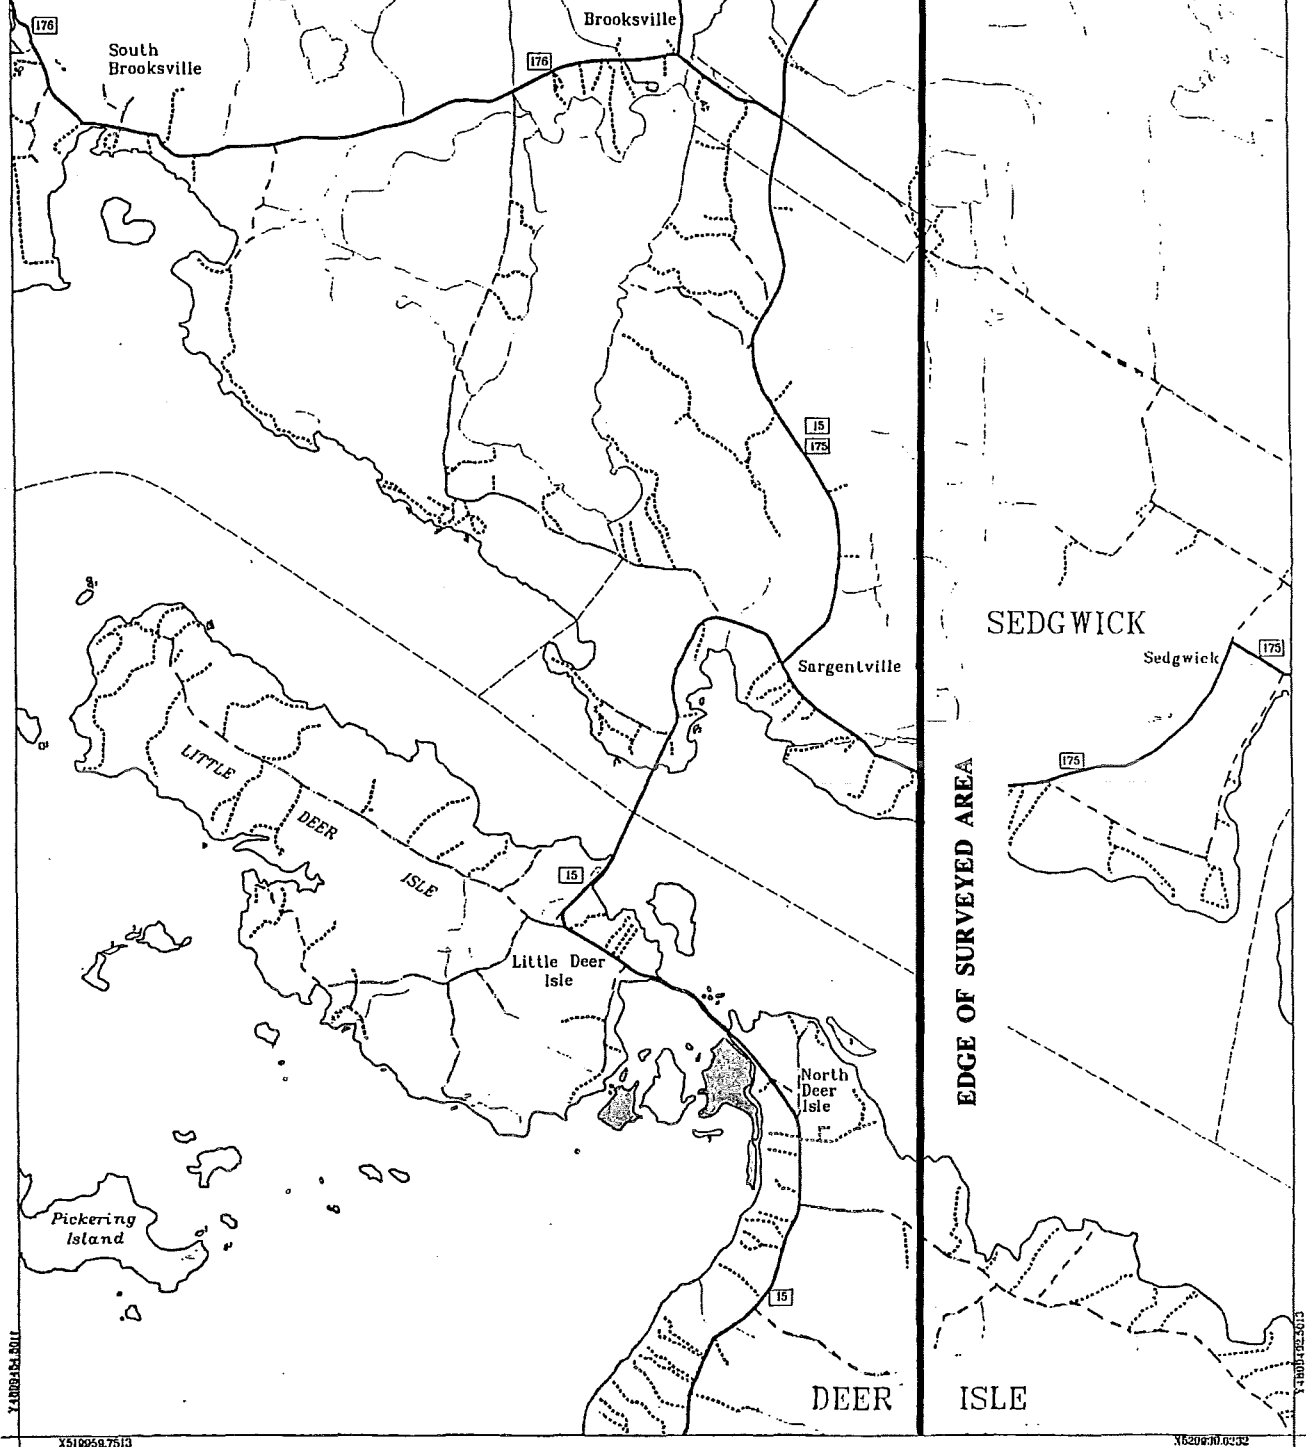 Brooksville
176
South
Brooksville
176
15
175
SEDGWICK
Sedgwick
175
Sargentville
LITTLE
DEER
ISLE
175
EDGE OF SURVEYED AREA
15
Little Deer
Isle
North
Deer
Isle
Pickering
Island
15
DEER ISLE
X519959.7513